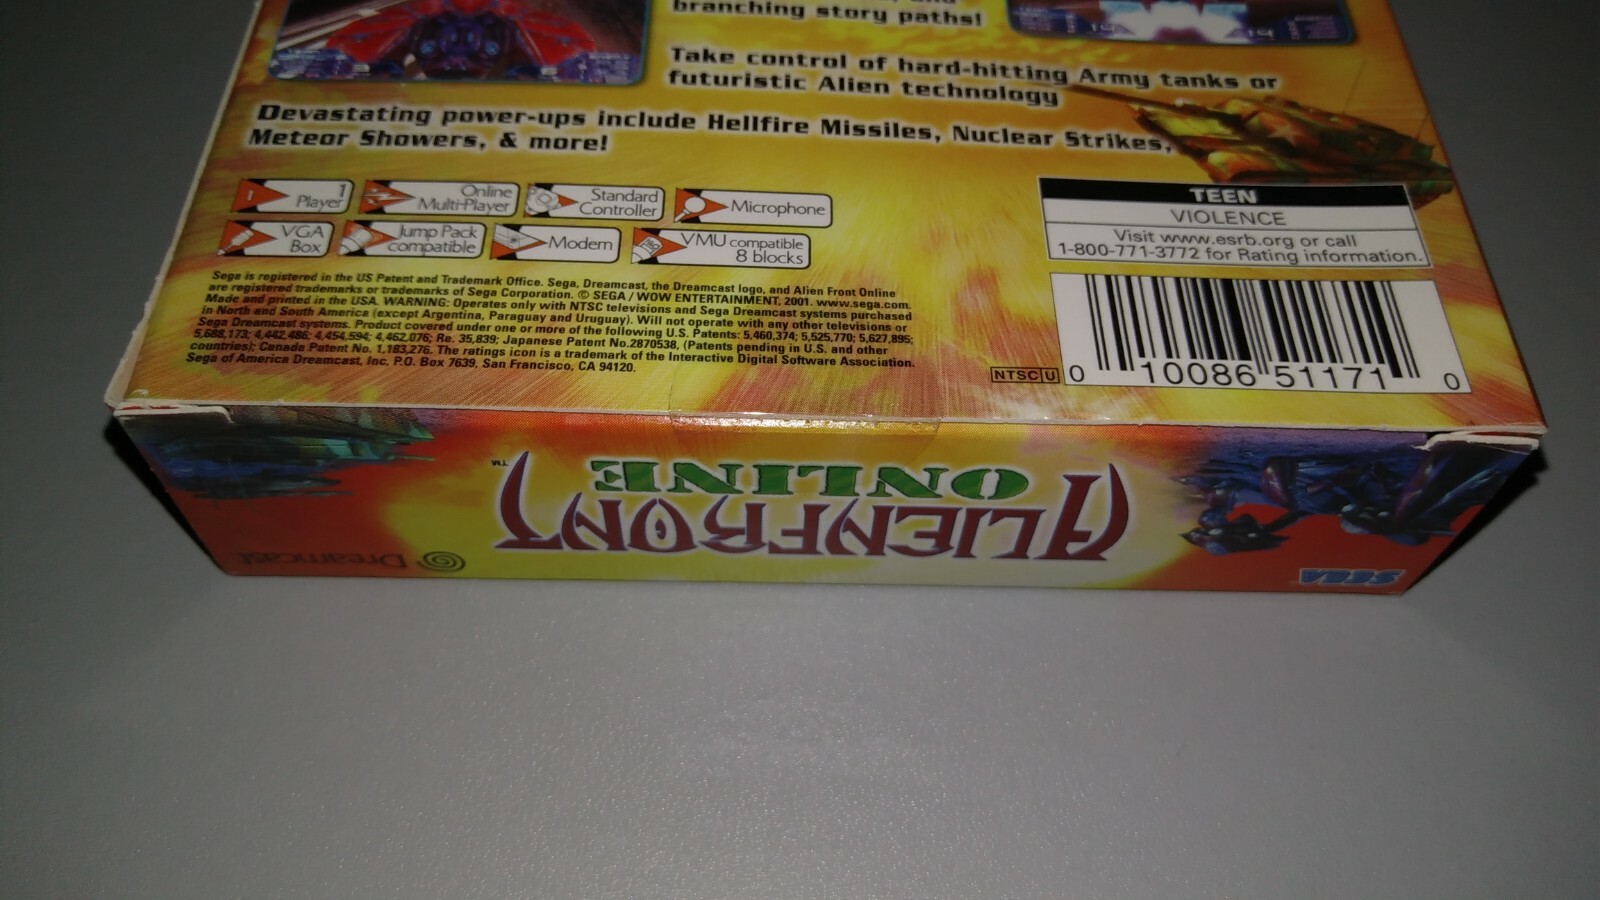 branching story paths!
Take control of hard-hitting Army tanks or
futuristic Alien technology
Devastating power-ups include Hellfire Missiles, Nuclear Strikes,
Meteor Showers, & more!
1
Player
Online
Multi-Player
Standard
Controller
Microphone
VGA
Box
Jump Pack
compatible
Modem
VMU compatible
8 blocks
TEEN
VIOLENCE
Visit www.esrb.org or call
1-800-771-3772 for Rating information.
Sega is registered in the US Patent and Trademark Office. Sega, Dreamcast, the Dreamcast logo, and Alien Front Online
are registered trademarks or trademarks of Sega Corporation. © SEGA / WOW ENTERTAINMENT, 2001. www.sega.com.
Made and printed in the USA. WARNING: Operates only with NTSC televisions and Sega Dreamcast systems purchased
in North and South America (except Argentina, Paraguay and Uruguay). Will not operate with any other televisions or
Sega Dreamcast systems. Product covered under one or more of the following U.S. Patents: 5,460,374; 5,525,770; 5,627,895;
5,688,173; 4,442,486; 4,454,594; 4,462,076; Re. 35,839; Japanese Patent No.2870538, (Patents pending in U.S. and other
countries); Canada Patent No. 1,183,276. The ratings icon is a trademark of the Interactive Digital Software Association.
Sega of America Dreamcast, Inc. P.O. Box 7639, San Francisco, CA 94120.
NTSC U
0 10086 51171 0
ALIENFRONT
ONLINE™
Dreamcast
SEGA